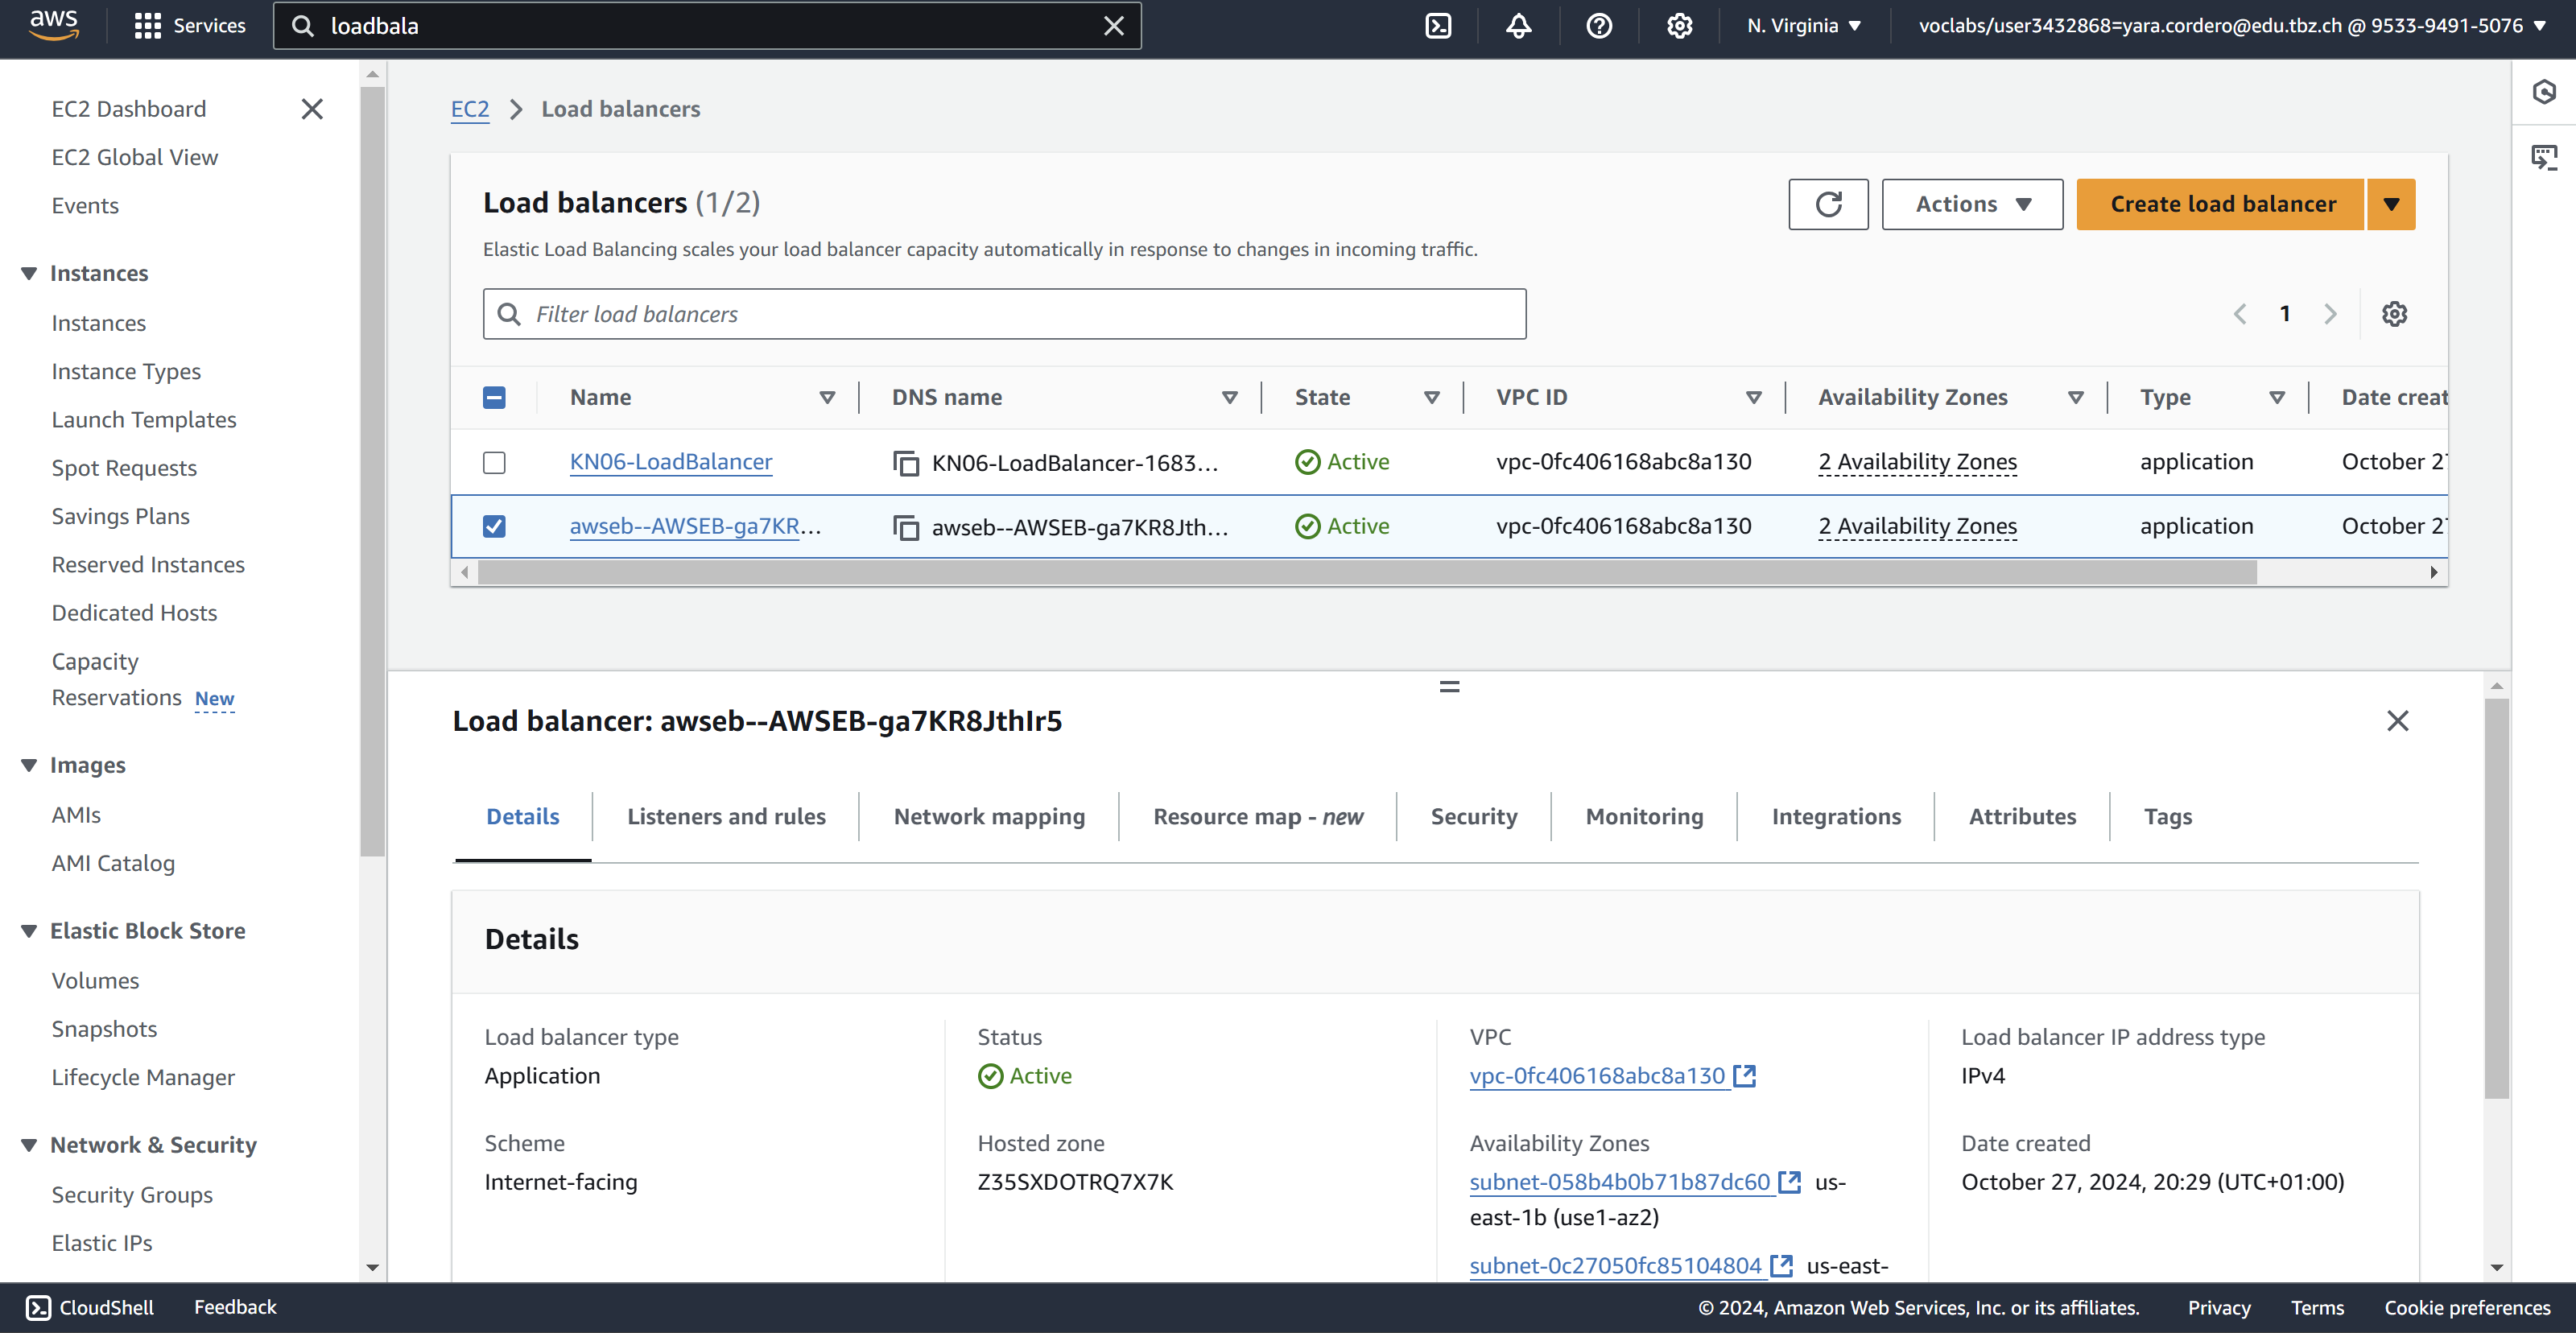 aws
Services
loadbala
N. Virginia
voclabs/user3432868=yara.cordero@edu.tbz.ch @ 9533-9491-5076
EC2 Dashboard
EC2 Global View
Events
Instances
Instances
Instance Types
Launch Templates
Spot Requests
Savings Plans
Reserved Instances
Dedicated Hosts
Capacity
Reservations New
Images
AMIs
AMI Catalog
Elastic Block Store
Volumes
Snapshots
Lifecycle Manager
Network & Security
Security Groups
Elastic IPs
EC2 Load balancers
Load balancers (1/2)
Actions
Create load balancer
Elastic Load Balancing scales your load balancer capacity automatically in response to changes in incoming traffic.
Filter load balancers
1
Name DNS name State VPC ID Availability Zones Type Date creat
KN06-LoadBalancer KN06-LoadBalancer-1683... Active vpc-0fc406168abc8a130 2 Availability Zones application October 2
awseb--AWSEB-ga7KR... awseb--AWSEB-ga7KR8Jth... Active vpc-0fc406168abc8a130 2 Availability Zones application October 2
Load balancer: awseb--AWSEB-ga7KR8JthIr5
Details Listeners and rules Network mapping Resource map - new Security Monitoring Integrations Attributes Tags
Details
Load balancer type
Application
Status
Active
VPC
vpc-0fc406168abc8a130
Load balancer IP address type
IPv4
Scheme
Internet-facing
Hosted zone
Z35SXDOTRQ7X7K
Availability Zones
subnet-058b4b0b71b87dc60 us-
east-1b (use1-az2)
subnet-0c27050fc85104804 us-east-
Date created
October 27, 2024, 20:29 (UTC+01:00)
CloudShell Feedback
© 2024, Amazon Web Services, Inc. or its affiliates. Privacy Terms Cookie preferences